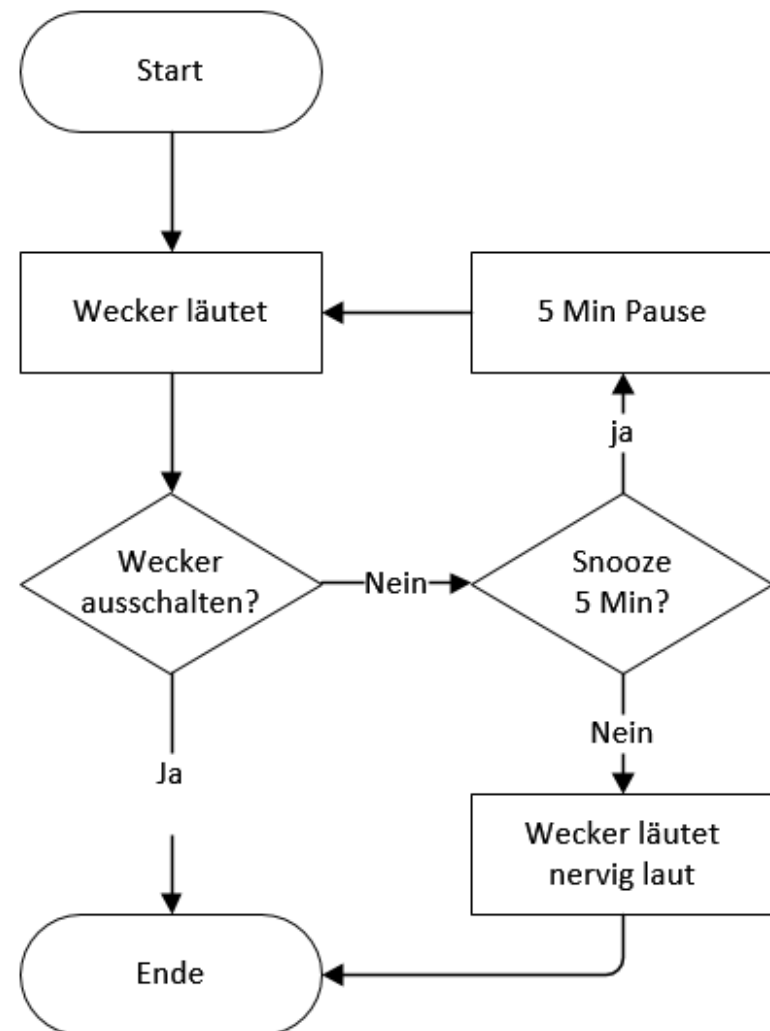 Start
Wecker läutet
5 Min Pause
ja
Wecker
ausschalten?
Nein
Snooze
5 Min?
Ja
Nein
Wecker läutet
nervig laut
Ende